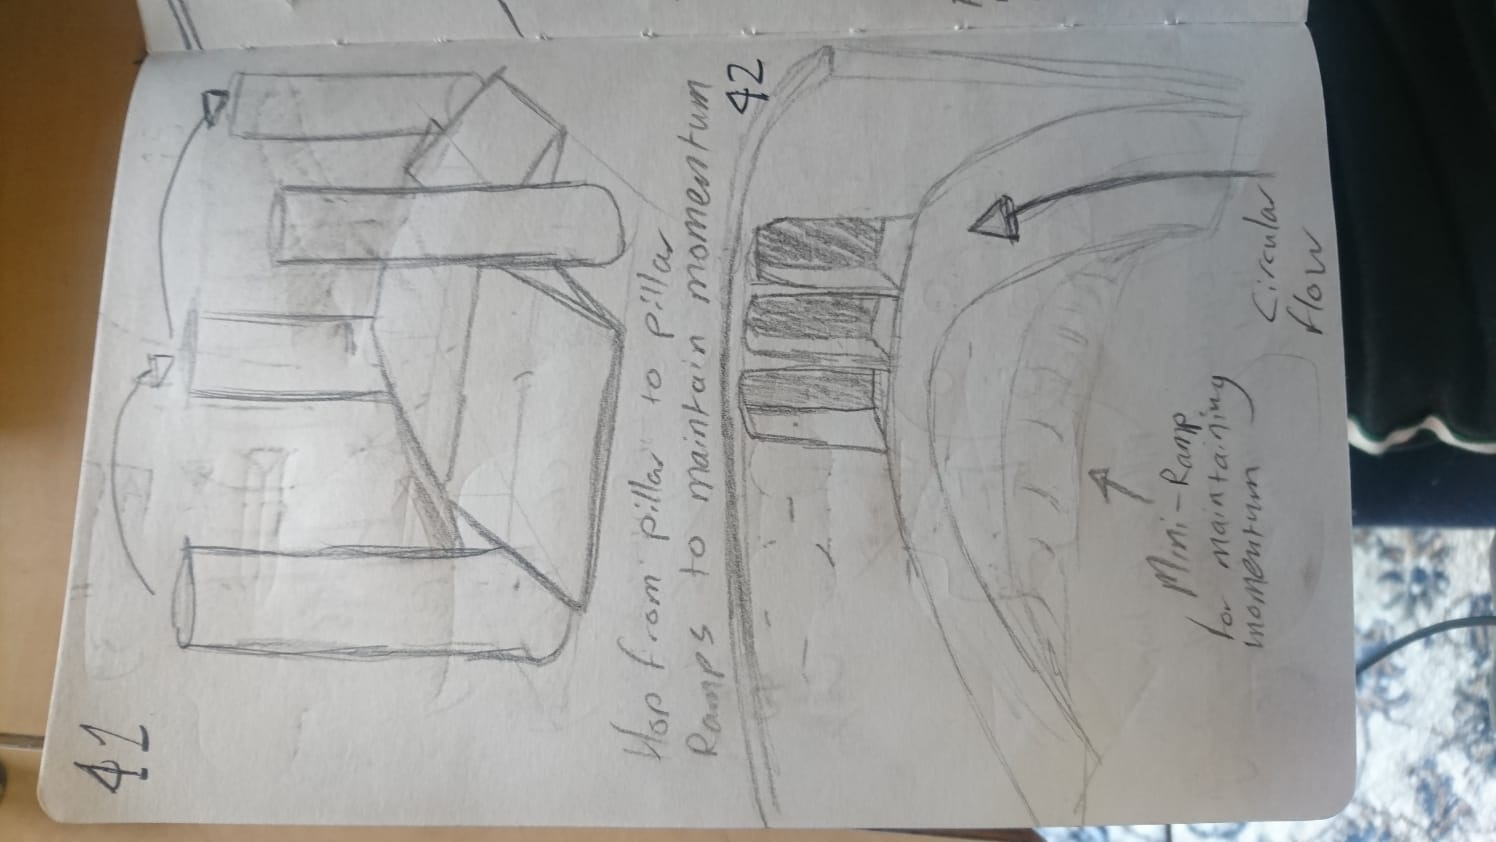 41
Hop from pillar to pillar
Ramps to maintain momentum
42
Circular
flow
Mini-Ramp
for maintaining
momentum